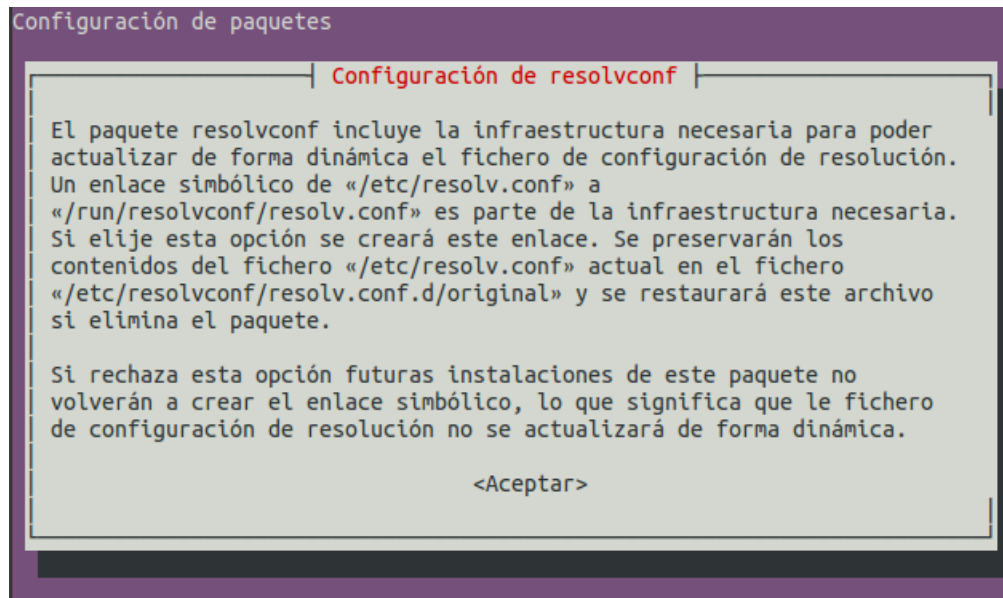 Configuración de paquetes
Configuración de resolvconf
El paquete resolvconf incluye la infraestructura necesaria para poder
actualizar de forma dinámica el fichero de configuración de resolución.
Un enlace simbólico de «/etc/resolv.conf» a
«/run/resolvconf/resolv.conf» es parte de la infraestructura necesaria.
Si elije esta opción se creará este enlace. Se preservarán los
contenidos del fichero «/etc/resolv.conf» actual en el fichero
«/etc/resolvconf/resolv.conf.d/original» y se restaurará este archivo
si elimina el paquete.
Si rechaza esta opción futuras instalaciones de este paquete no
volverán a crear el enlace simbólico, lo que significa que le fichero
de configuración de resolución no se actualizará de forma dinámica.
<Aceptar>